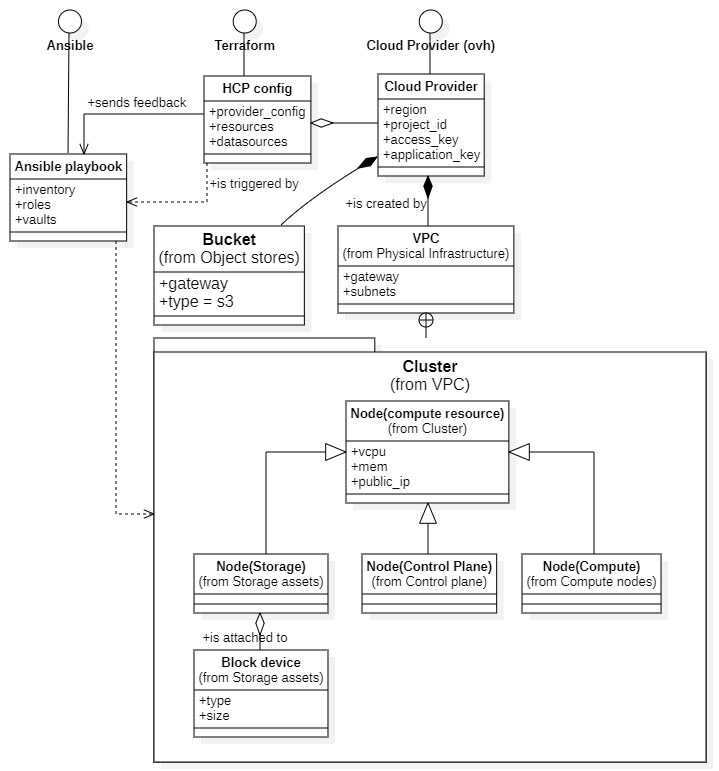 Ansible
Terraform
Cloud Provider (ovh)
HCP config
+provider_config
+resources
+datasources
Cloud Provider
+region
+project_id
+access_key
+application_key
+sends feedback
Ansible playbook
+inventory
+roles
+vaults
+is triggered by
+is created by
Bucket
(from Object stores)
+gateway
+type = s3
VPC
(from Physical Infrastructure)
+gateway
+subnets
Cluster
(from VPC)
Node(compute resource)
(from Cluster)
+vcpu
+mem
+public_ip
Node(Storage)
(from Storage assets)
Node(Control Plane)
(from Control plane)
Node(Compute)
(from Compute nodes)
+is attached to
Block device
(from Storage assets)
+type
+size